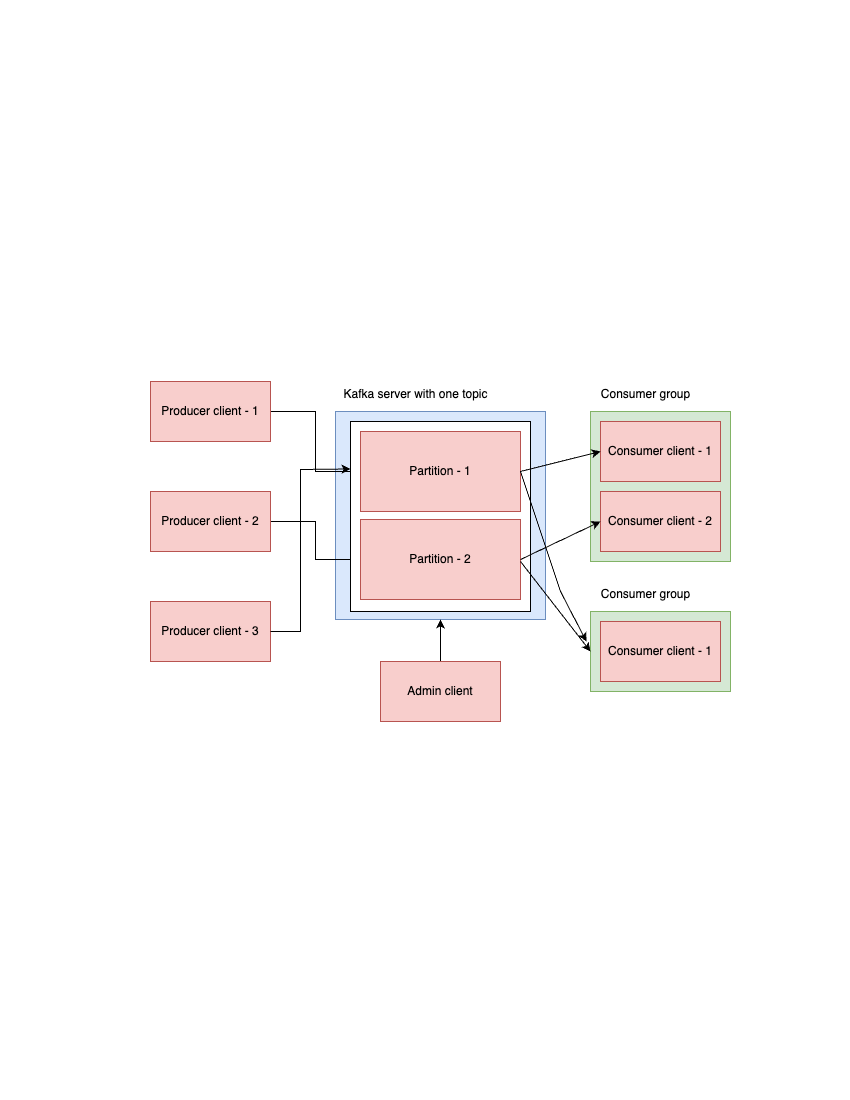 Producer client - 1
Producer client - 2
Producer client - 3
Kafka server with one topic
Partition - 1
Partition - 2
Admin client
Consumer group
Consumer client - 1
Consumer client - 2
Consumer group
Consumer client - 1